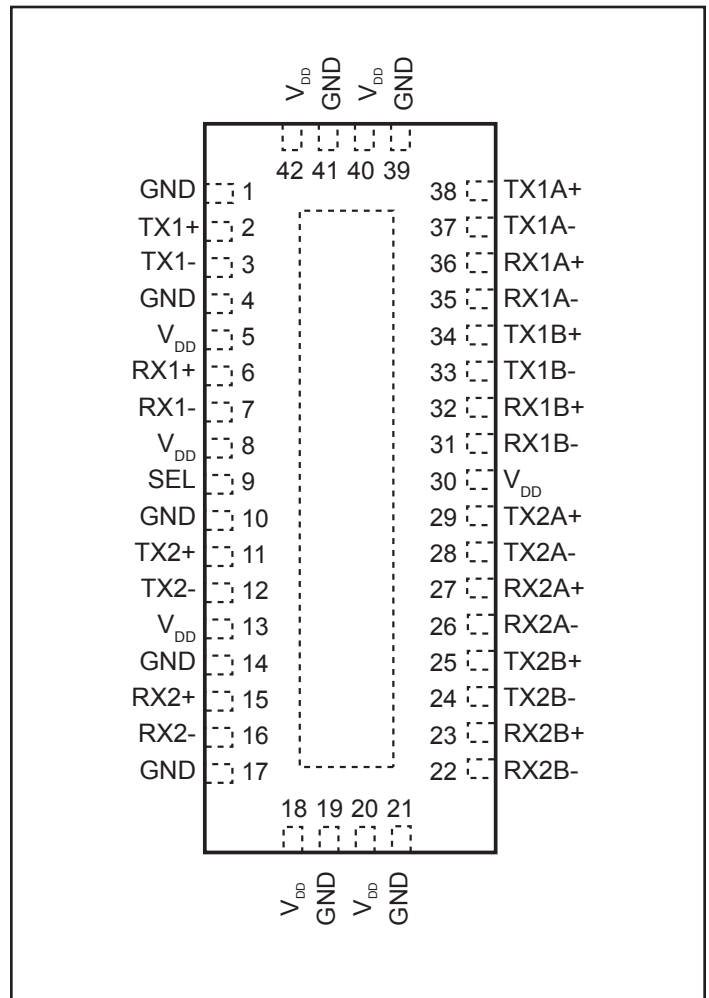 VDD GND VDD GND
42 41 40 39
GND 1 38 TX1A+
TX1+ 2 37 TX1A-
TX1- 3 36 RX1A+
GND 4 35 RX1A-
VDD 5 34 TX1B+
RX1+ 6 33 TX1B-
RX1- 7 32 RX1B+
VDD 8 31 RX1B-
SEL 9 30 VDD
GND 10 29 TX2A+
TX2+ 11 28 TX2A-
TX2- 12 27 RX2A+
VDD 13 26 RX2A-
GND 14 25 TX2B+
RX2+ 15 24 TX2B-
RX2- 16 23 RX2B+
GND 17 22 RX2B-
18 19 20 21
VDD GND VDD GND